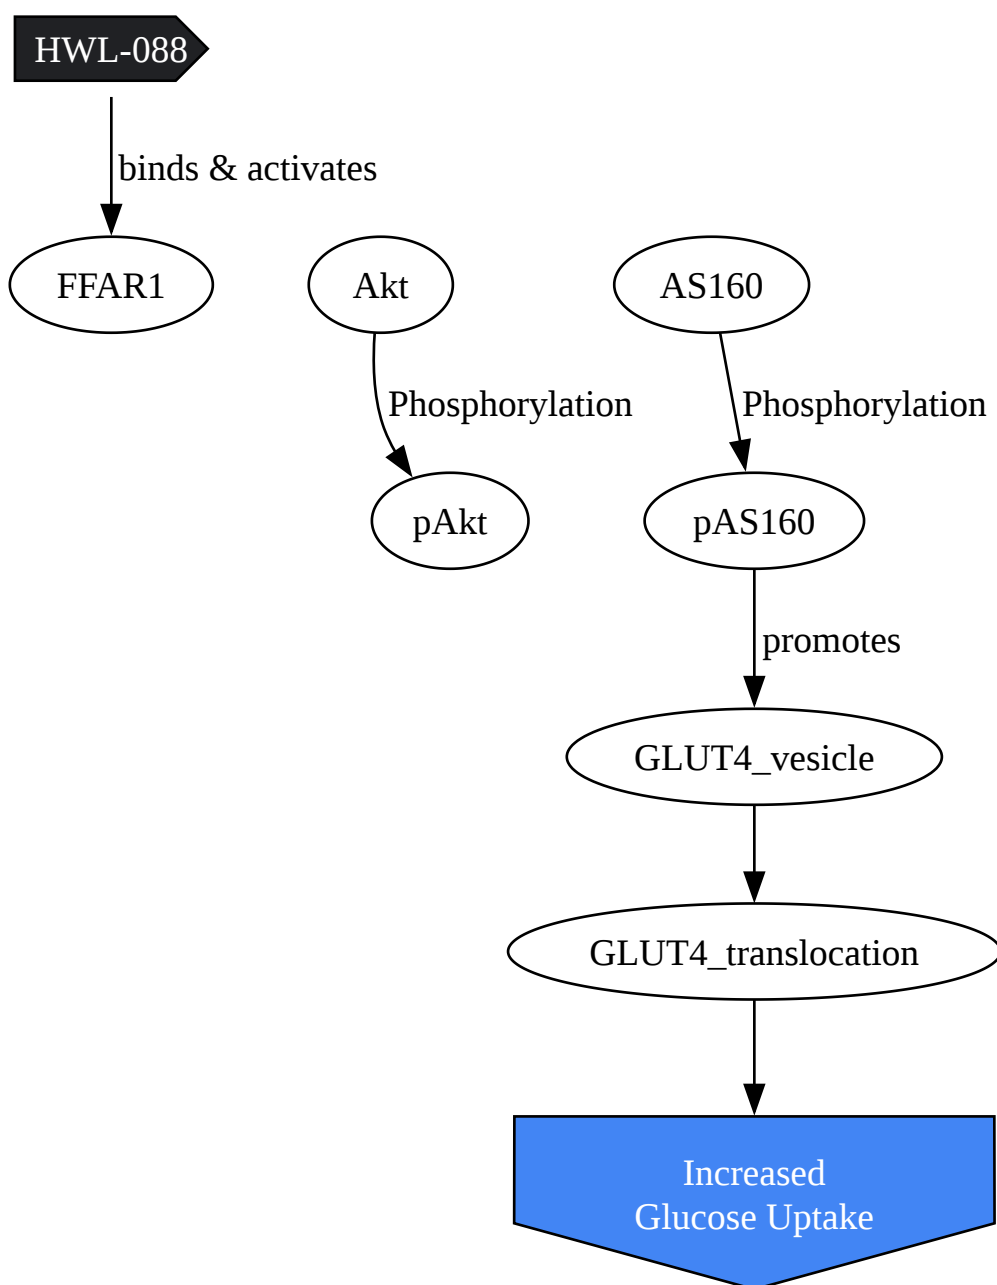 HWL-088
binds & activates
FFAR1
Akt
AS160
Phosphorylation
Phosphorylation
pAkt
pAS160
promotes
GLUT4_vesicle
GLUT4_translocation
Increased
Glucose Uptake